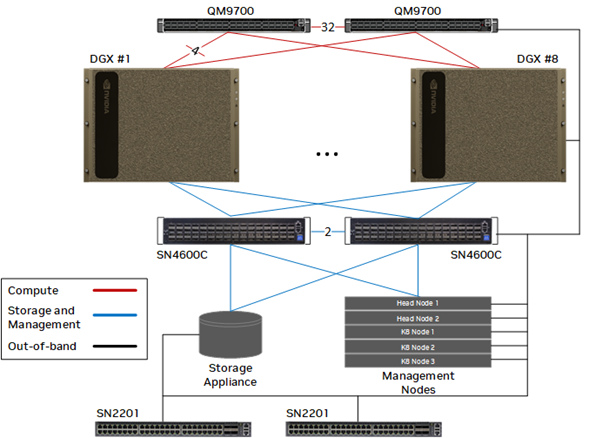 QM9700
QM9700
32
4
DGX #1
DGX #8
NVIDIA
NVIDIA
...
2
SN4600C
SN4600C
Compute
Storage and
Management
Out-of-band
Head Node 1
Head Node 2
K8 Node 1
K8 Node 2
K8 Node 3
Storage
Appliance
Management
Nodes
SN2201
SN2201